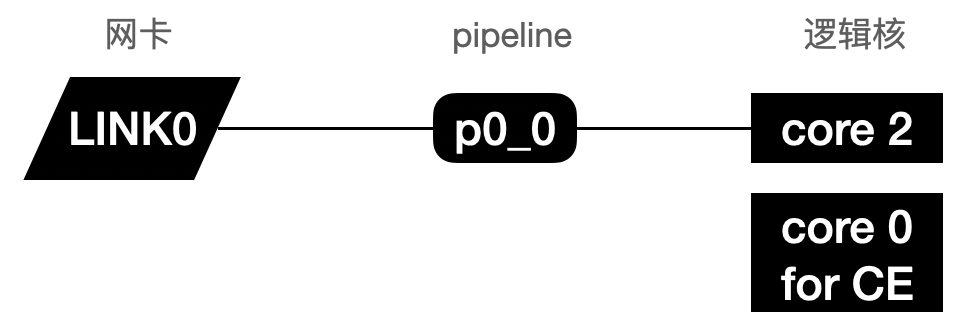 网卡
pipeline
逻辑核
LINK0
p0_0
core 2
core 0
for CE